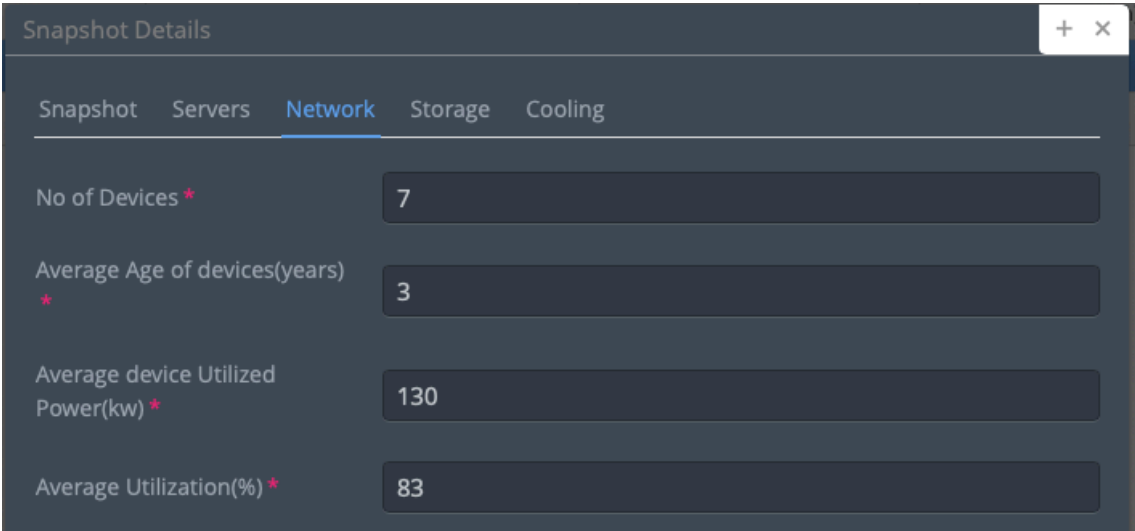 Snapshot Details
Snapshot Servers Network Storage Cooling
No of Devices * 7
Average Age of devices(years)
* 3
Average device Utilized
Power(kw) * 130
Average Utilization(%) * 83